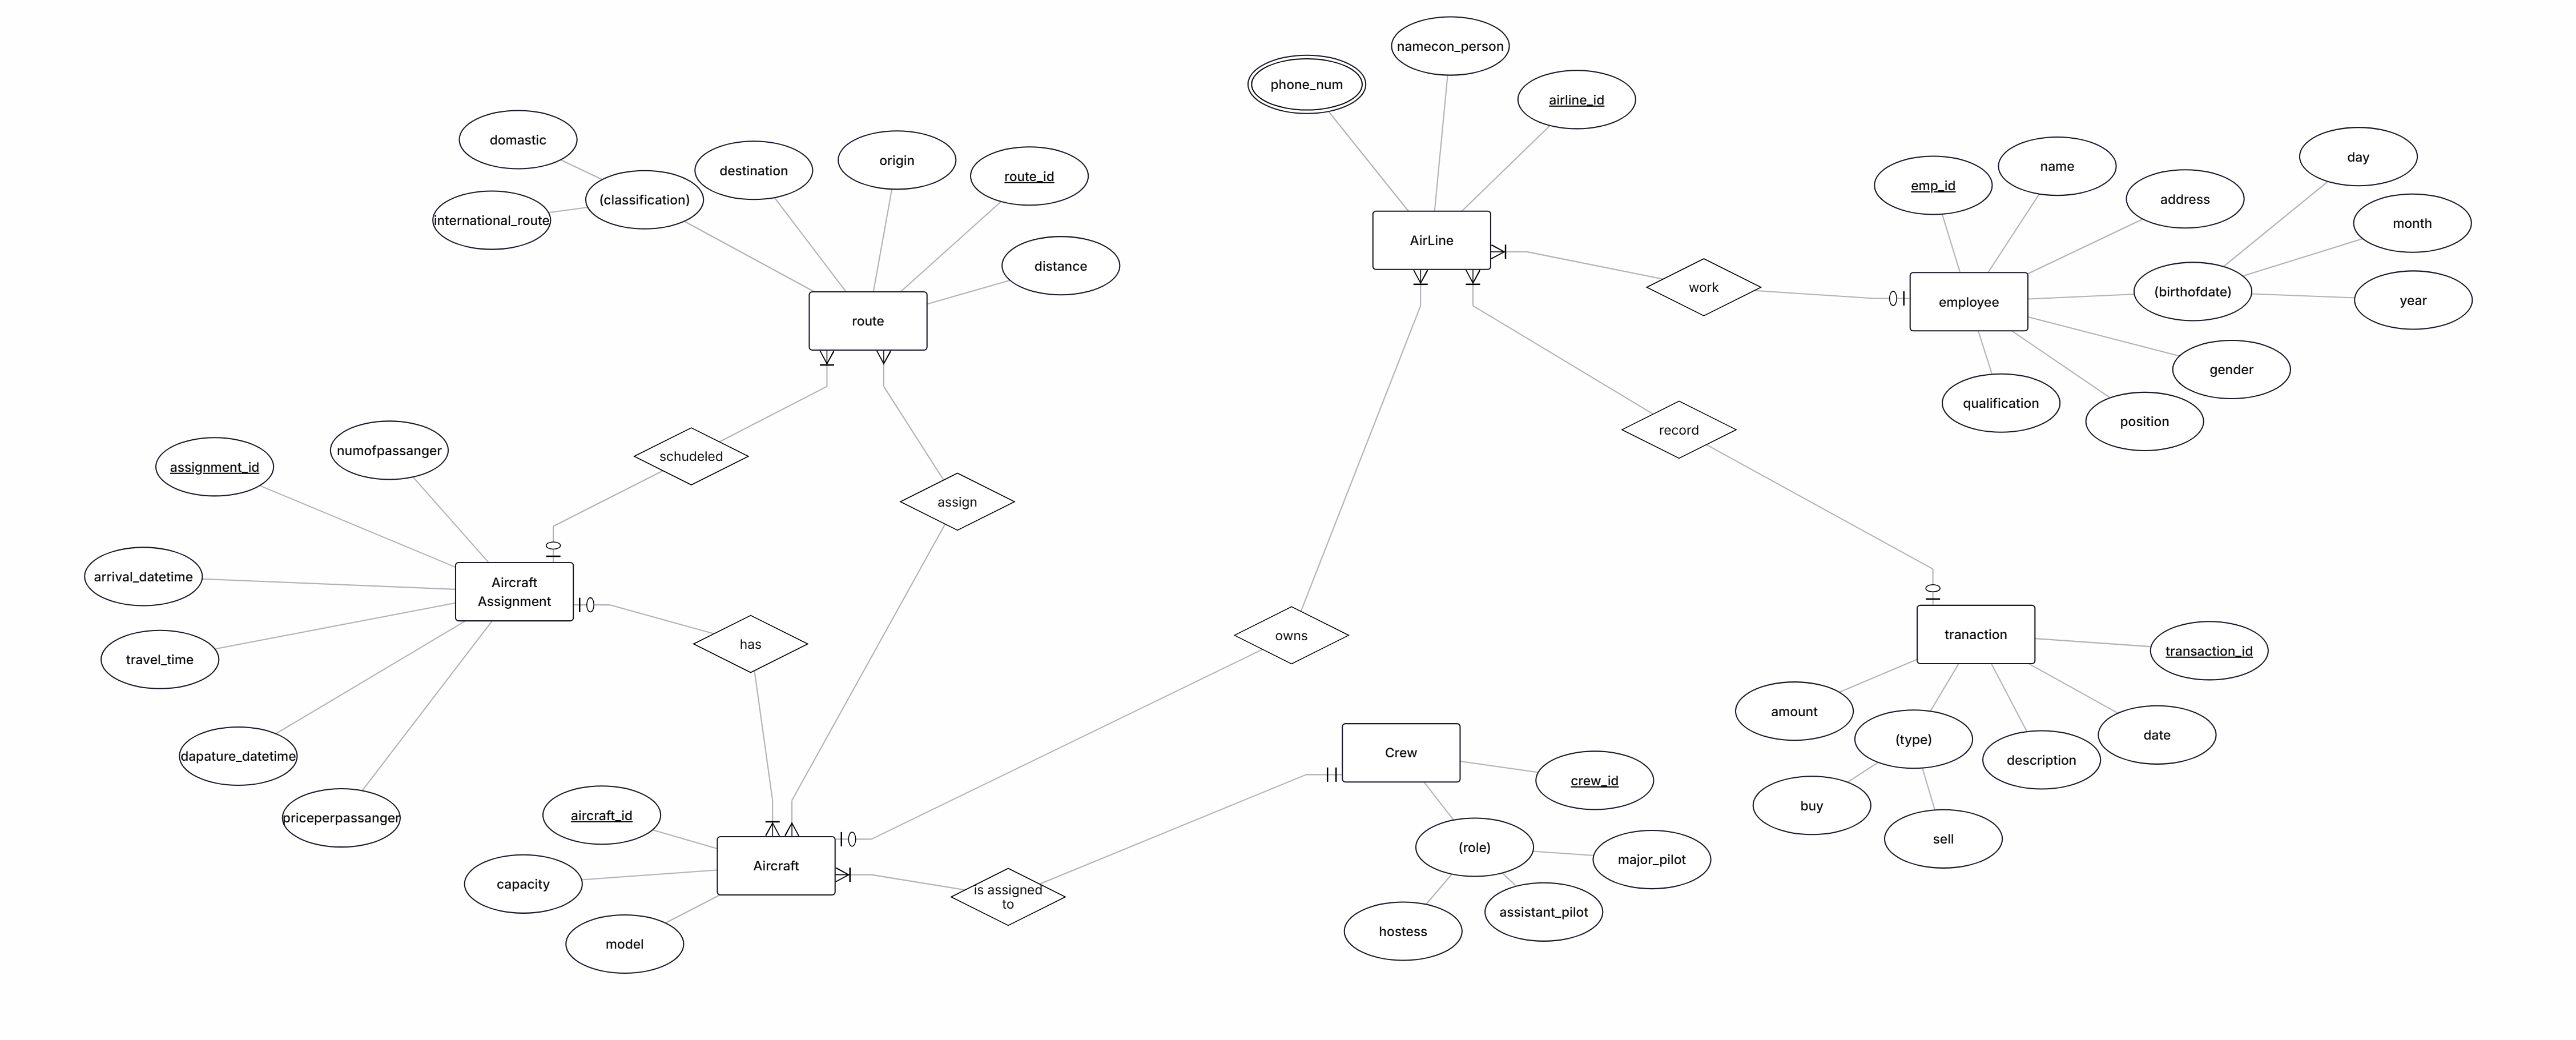 namecon_person
phone_num
airline_id
domastic
destination
origin
route_id
(classification)
international_route
distance
route
AirLine
emp_id
name
address
day
month
(birthofdate)
year
employee
work
gender
qualification
position
record
schudeled
assign
assignment_id
numofpassanger
arrival_datetime
Aircraft
Assignment
travel_time
has
dapature_datetime
priceperpassanger
owns
tranaction
transaction_id
amount
(type)
description
date
buy
sell
Crew
crew_id
(role)
major_pilot
assistant_pilot
hostess
aircraft_id
capacity
Aircraft
model
is assigned
to